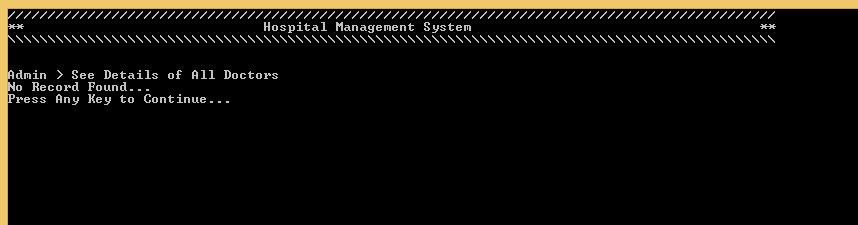 ////////////////////////////////////////////////////////////////////////////////////////////////
** Hospital Management System **
\\\\\\\\\\\\\\\\\\\\\\\\\\\\\\\\\\\\\\\\\\\\\\\\\\\\\\\\\\\\\\\\\\\\\\\\\\\\\\\\\\\\\\\\\\\\\\\\
Admin > See Details of All Doctors
No Record Found...
Press Any Key to Continue...